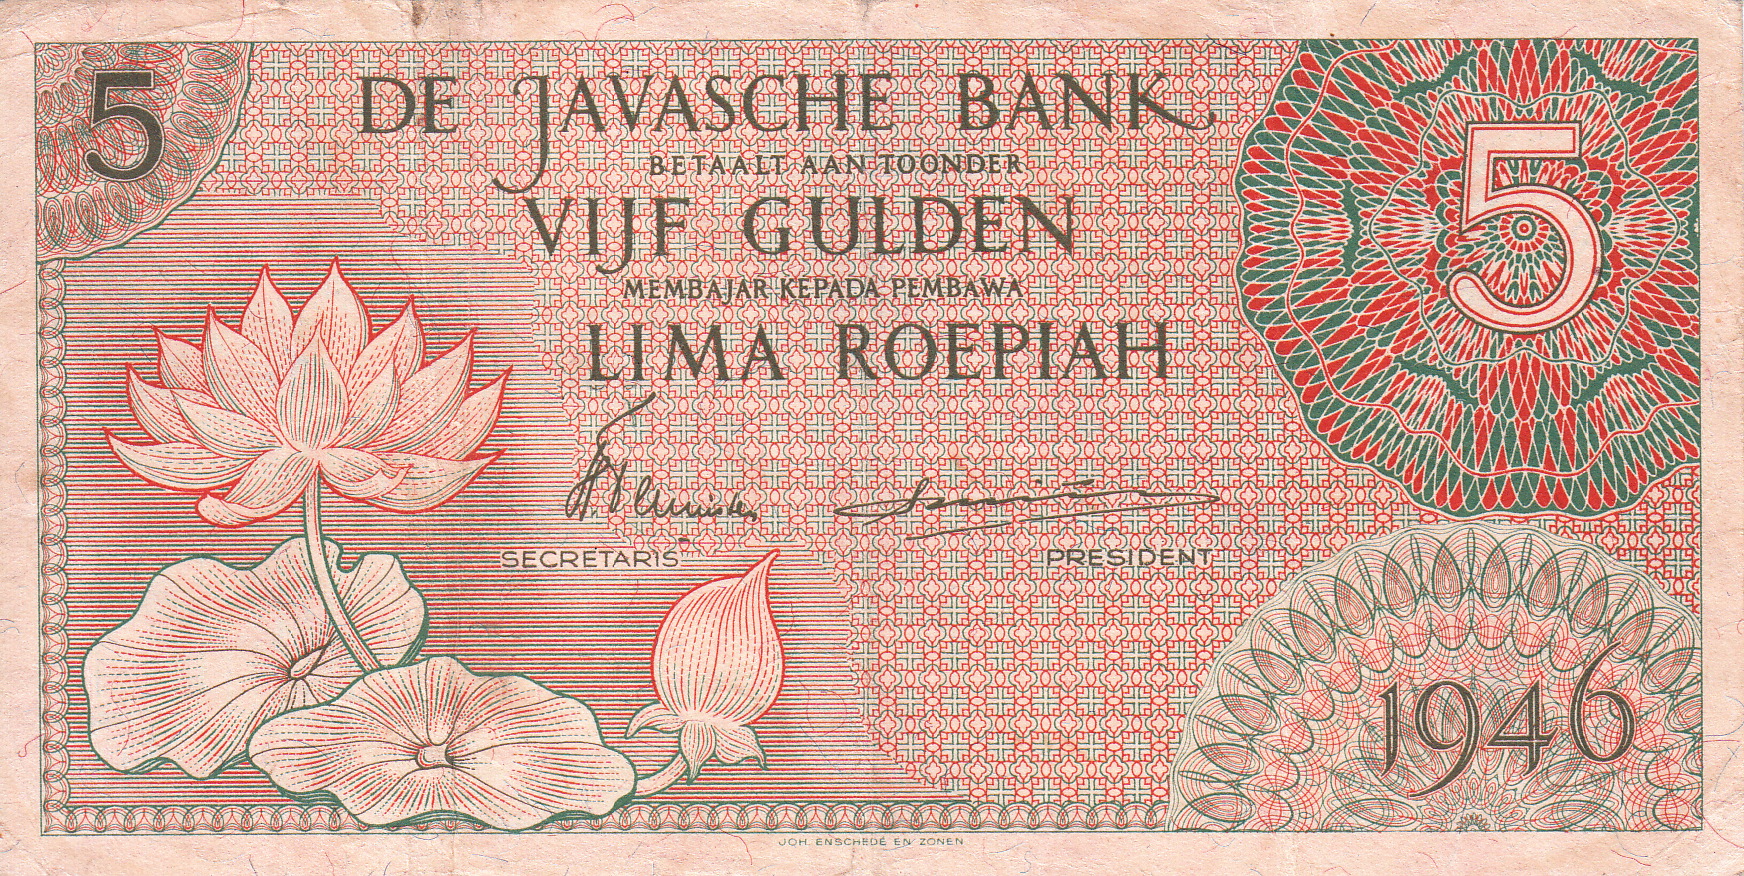 5
DE JAVASCHE BANK
BETAALT AAN TOONDER
VIJF GULDEN
MEMBAJAR KEPADA PEMBAWA
LIMA ROEPIAH
5
SECRETARIS
PRESIDENT
1946
JOH. ENSCHEDÉ EN ZONEN